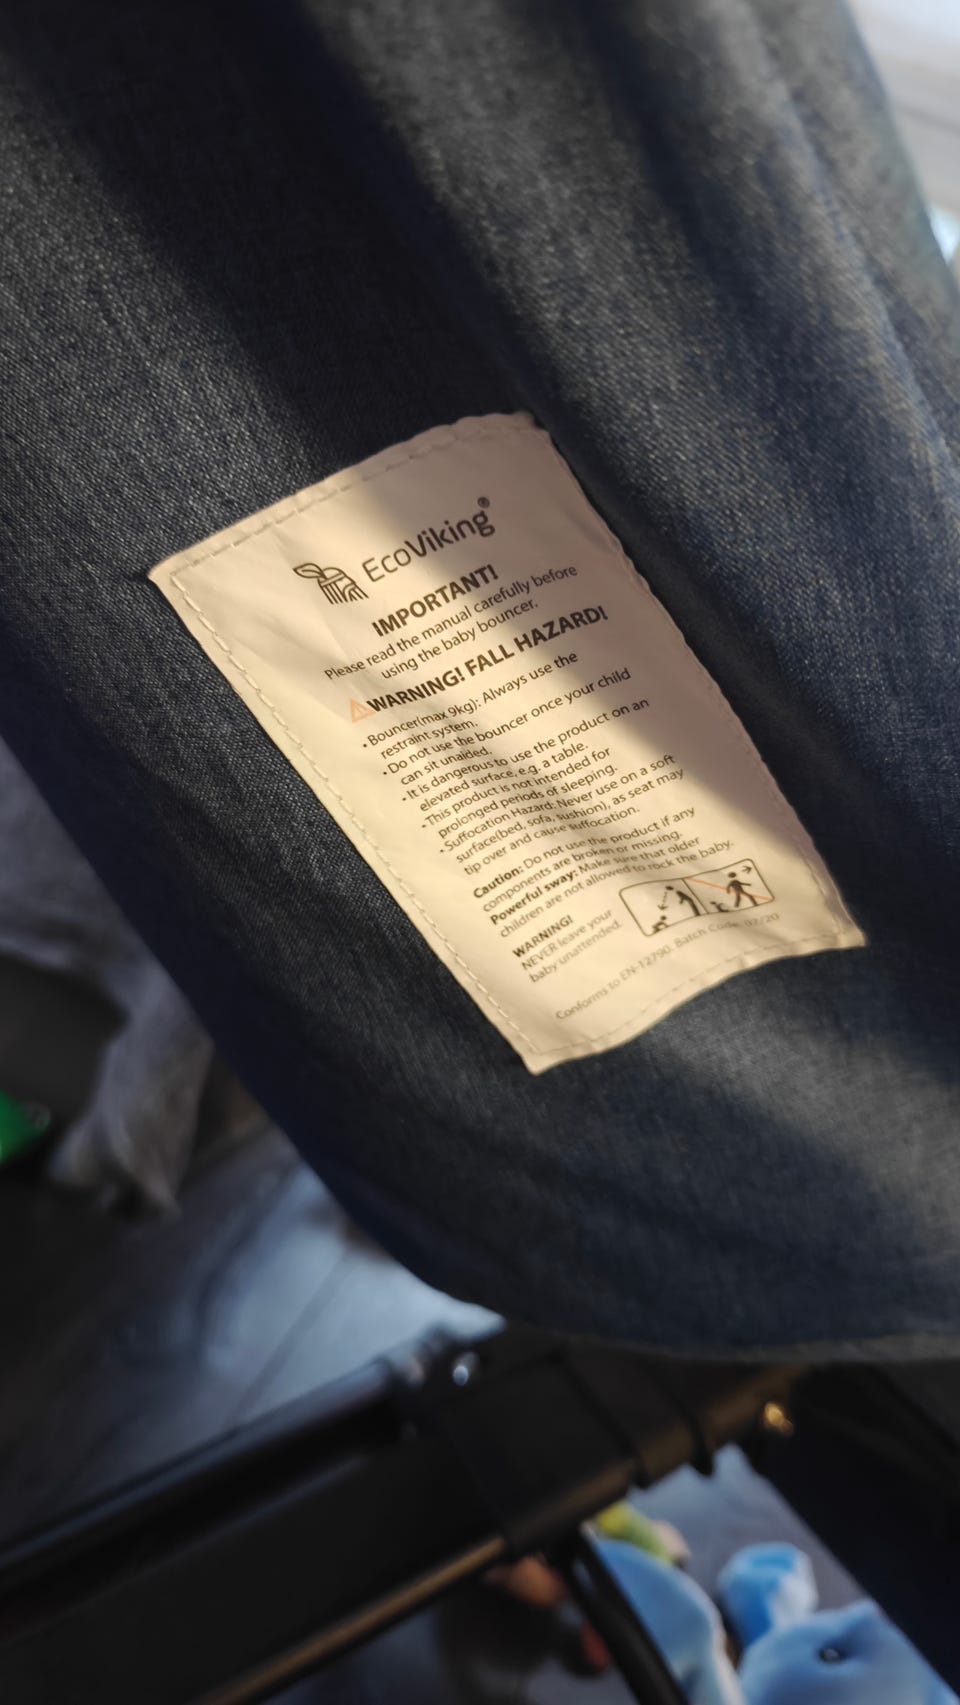 EcoViking®
IMPORTANT!
Please read the manual carefully before
using the baby bouncer.
WARNING! FALL HAZARD!
• Bouncer(max 9kg): Always use the
restraint system.
• Do not use the bouncer once your child
can sit unaided.
• It is dangerous to use the product on an
elevated surface, e.g. a table.
• This product is not intended for
prolonged periods of sleeping.
• Suffocation Hazard: Never use on a soft
surface(bed, sofa, sushion), as seat may
tip over and cause suffocation.
Caution: Do not use the product if any
components are broken or missing.
Powerful sway: Make sure that older
children are not allowed to rock the baby.
WARNING!
NEVER leave your
baby unattended.
Conforms to EN-12790, Batch Code: 02/20